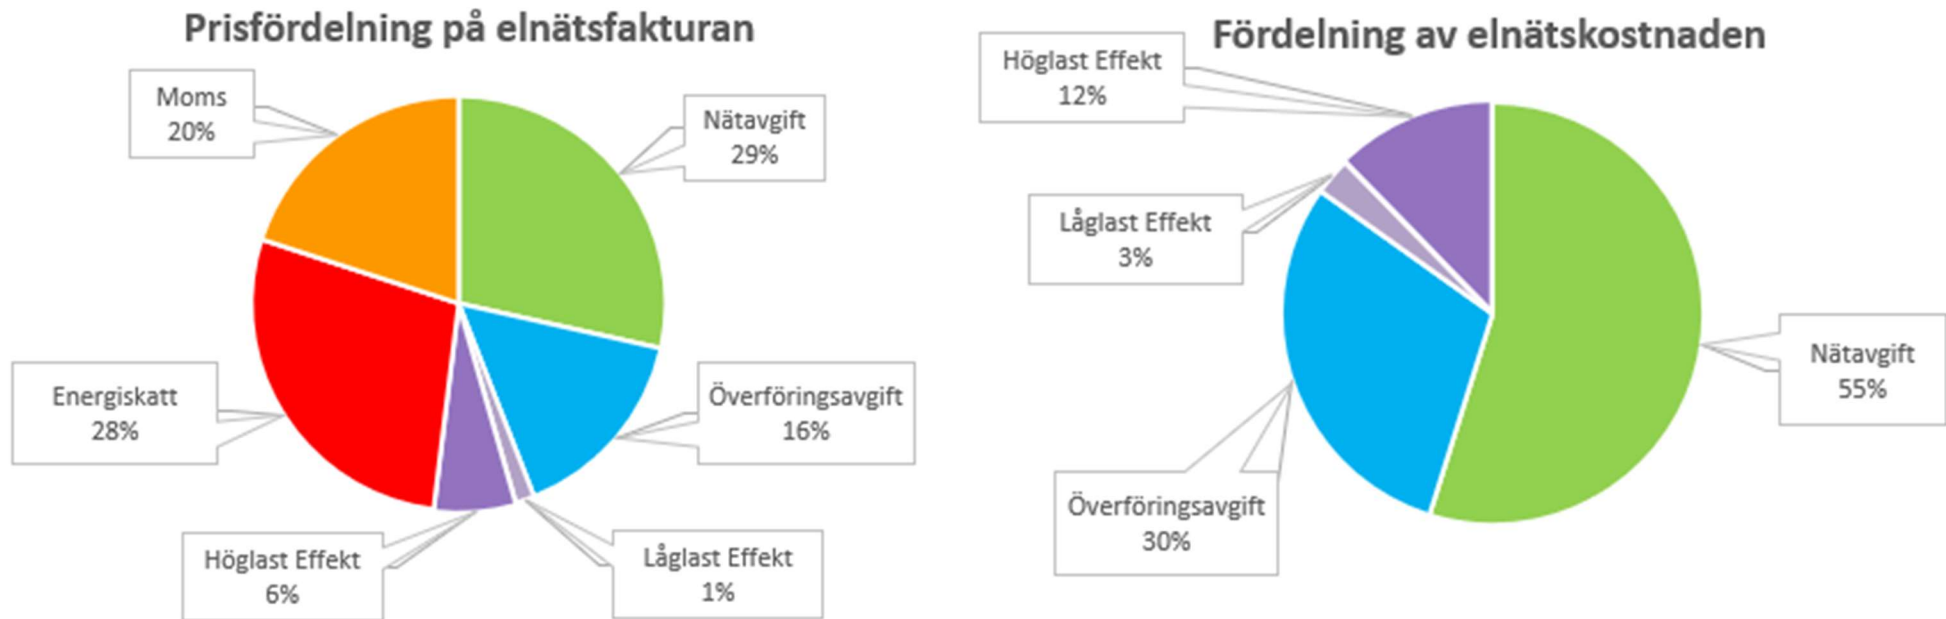 Prisfördelning på elnätsfakturan
Moms
20%
Nätavgift
29%
Energiskatt
28%
Överföringsavgift
16%
Höglast Effekt
6%
Låglast Effekt
1%
Fördelning av elnätskostnaden
Höglast Effekt
12%
Låglast Effekt
3%
Nätavgift
55%
Överföringsavgift
30%